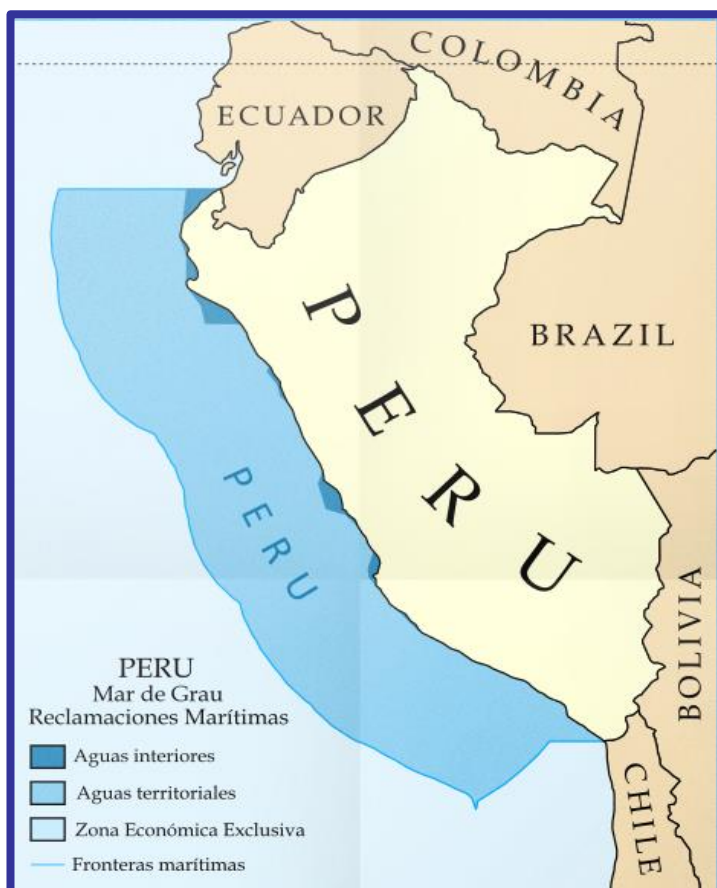 COLOMBIA
ECUADOR
BRAZIL
PERU
PERU
BOLIVIA
CHILE
PERU
Mar de Grau
Reclamaciones Marítimas
Aguas interiores
Aguas territoriales
Zona Económica Exclusiva
Fronteras marítimas